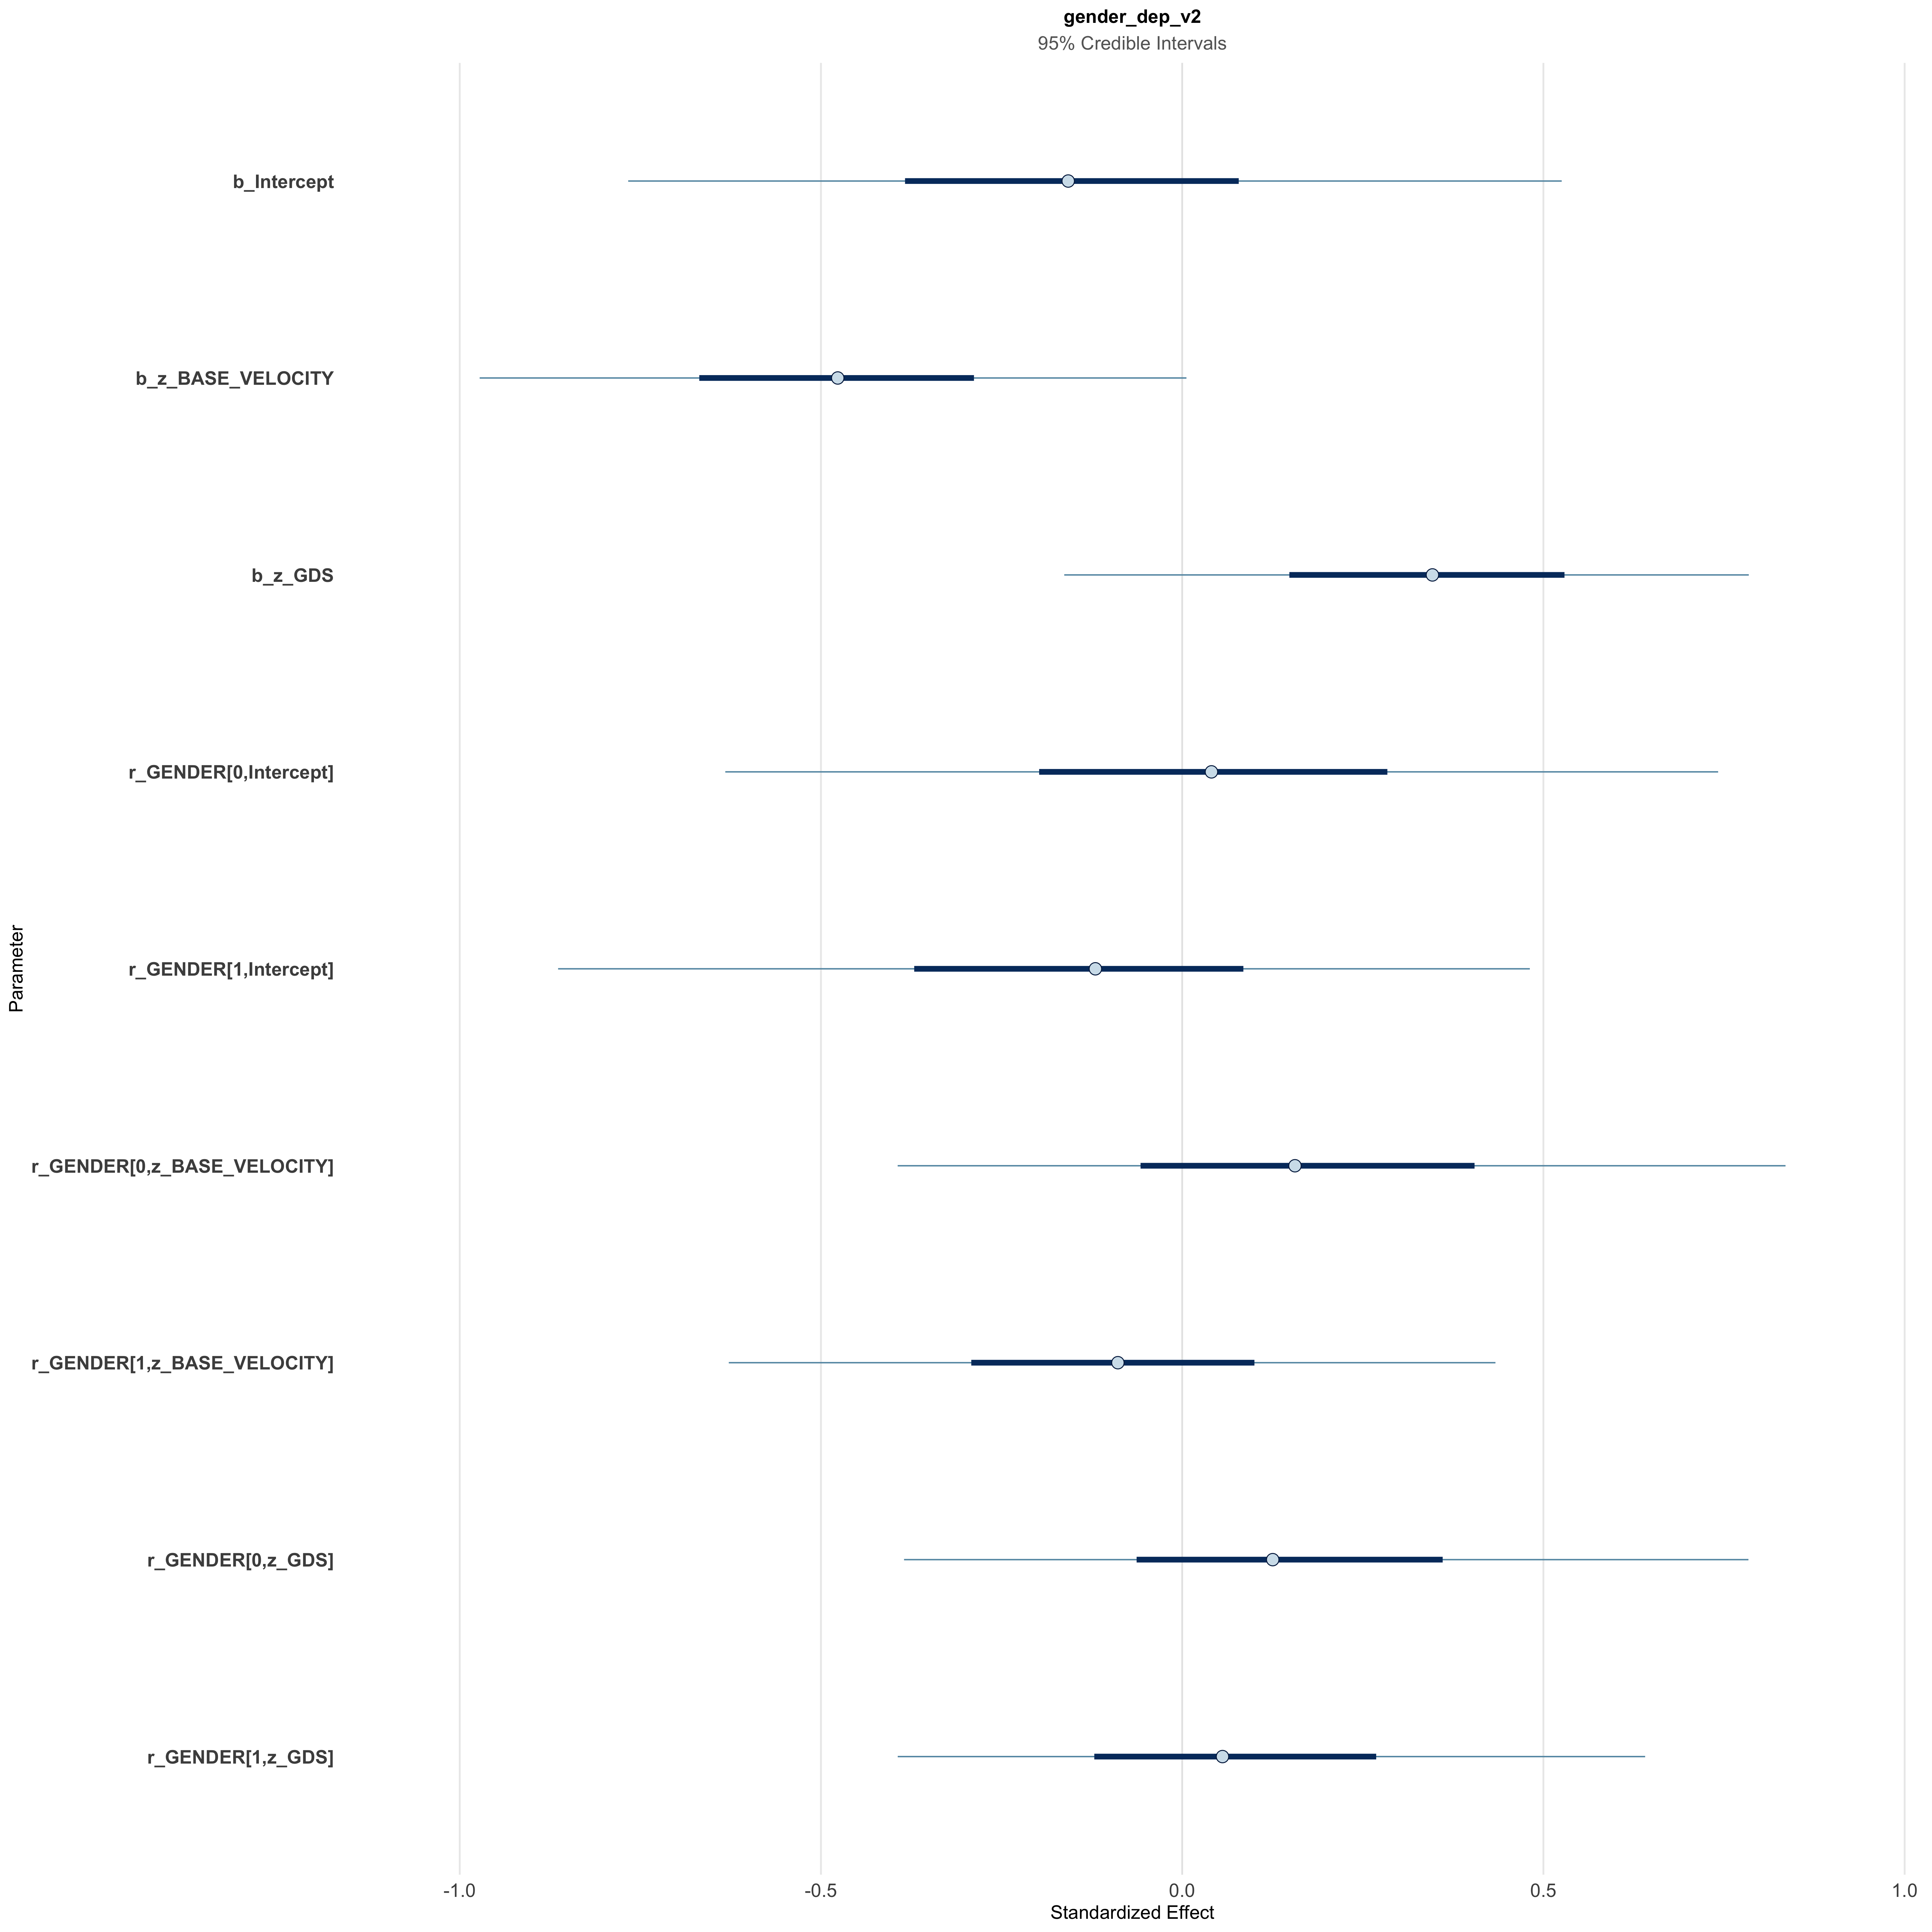 gender_dep_v2
95% Credible Intervals
b_Intercept
b_z_BASE_VELOCITY
b_z_GDS
r_GENDER[0,Intercept]
r_GENDER[1,Intercept]
r_GENDER[0,z_BASE_VELOCITY]
r_GENDER[1,z_BASE_VELOCITY]
r_GENDER[0,z_GDS]
r_GENDER[1,z_GDS]
Parameter
-1.0 -0.5 0.0 0.5 1.0
Standardized Effect